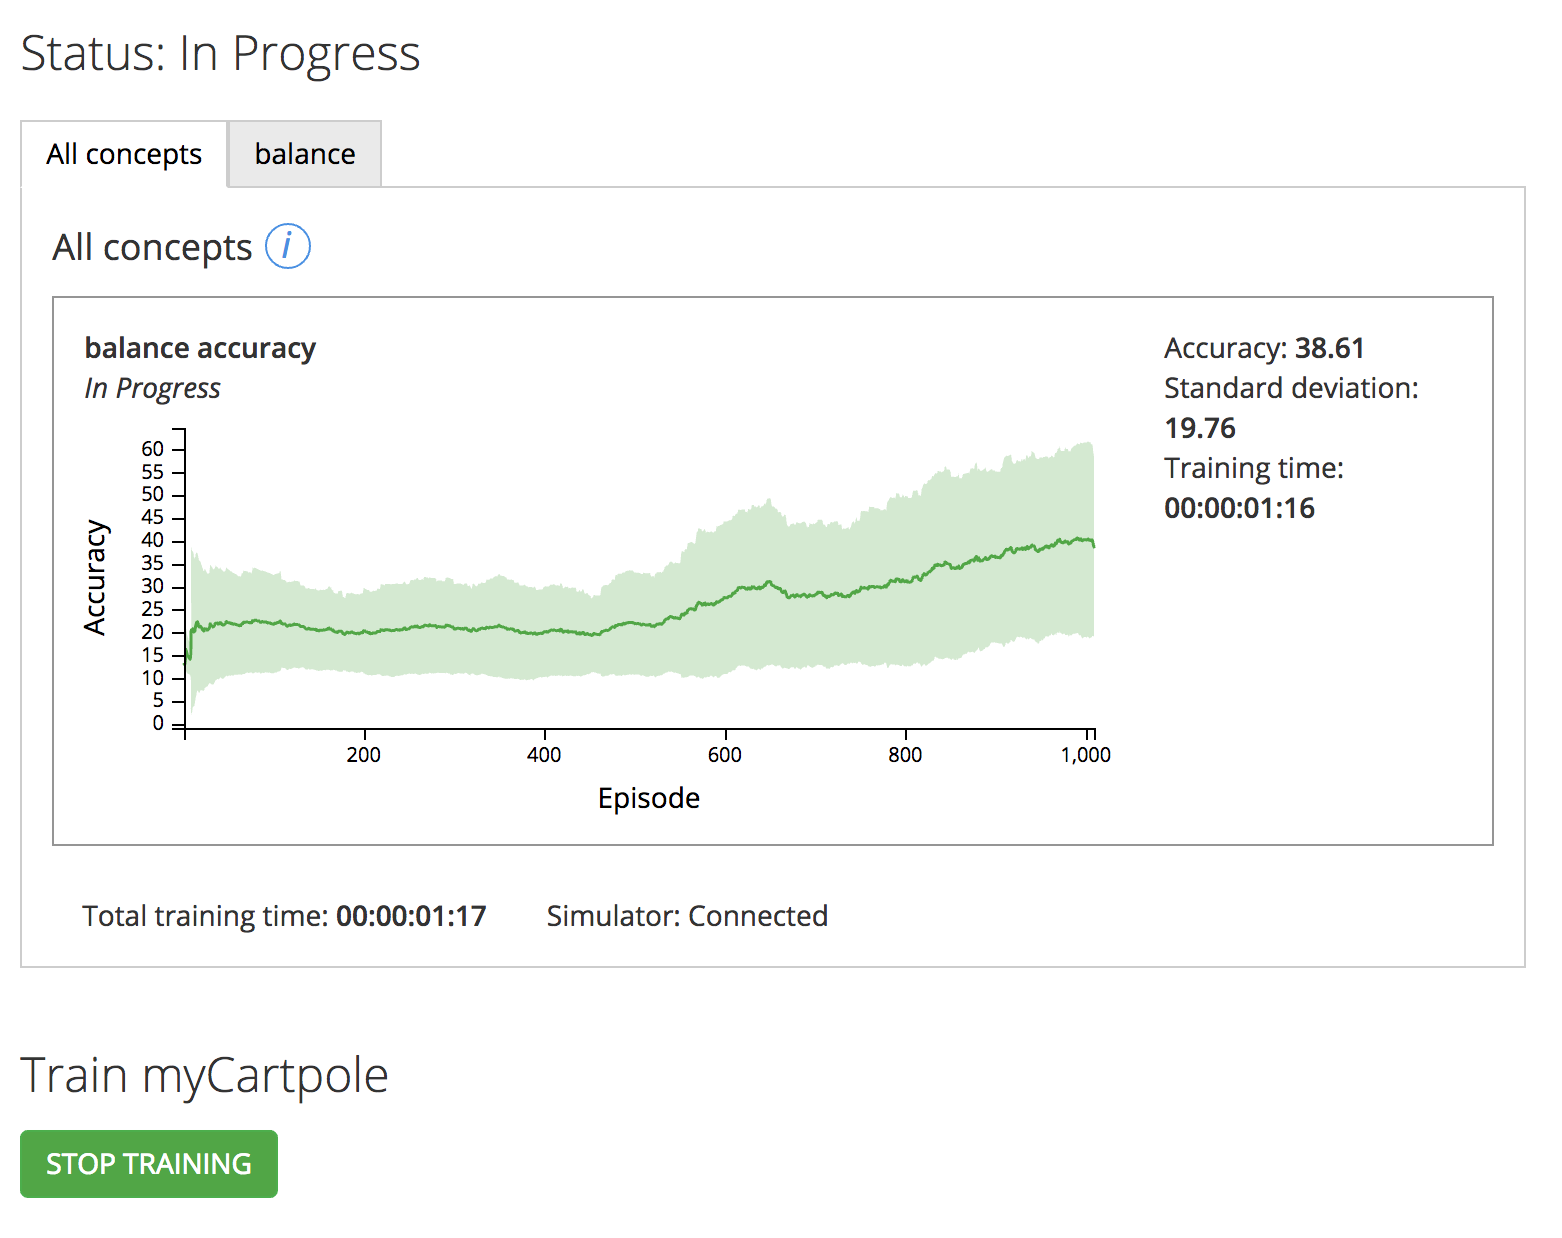 Status: In Progress
All concepts
balance
All concepts i
balance accuracy
In Progress
Accuracy: 38.61
Standard deviation:
19.76
Training time:
00:00:01:16
Accuracy
60
55
50
45
40
35
30
25
20
15
10
5
0
200 400 600 800 1,000
Episode
Total training time: 00:00:01:17 Simulator: Connected
Train myCartpole
STOP TRAINING